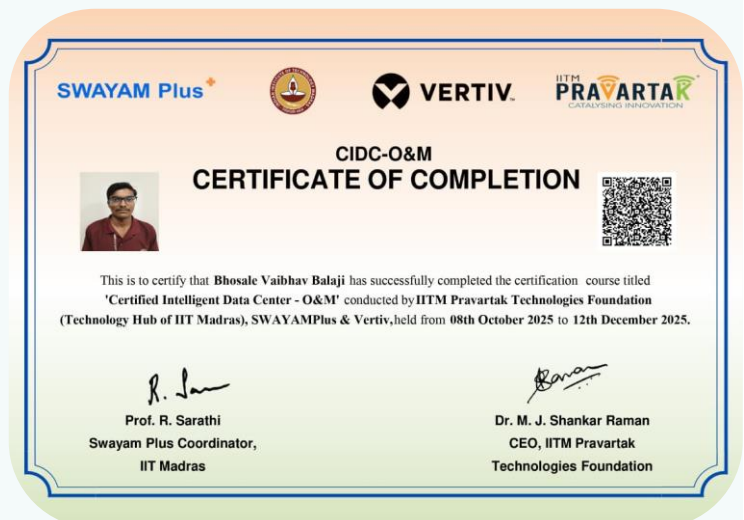 SWAYAM Plus+
VERTIV.
IITM
PRAVARTAK
CATALYSING INNOVATION
CIDC-O&M
CERTIFICATE OF COMPLETION
This is to certify that Bhosale Vaibhav Balaji has successfully completed the certification course titled
'Certified Intelligent Data Center - O&M' conducted by IITM Pravartak Technologies Foundation
(Technology Hub of IIT Madras), SWAYAMPlus & Vertiv,held from 08th October 2025 to 12th December 2025.
Prof. R. Sarathi
Swayam Plus Coordinator,
IIT Madras
Dr. M. J. Shankar Raman
CEO, IITM Pravartak
Technologies Foundation